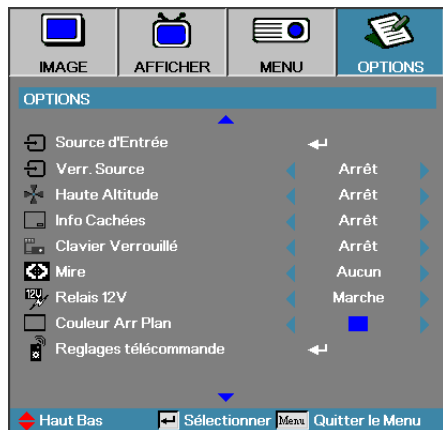 IMAGE AFFICHER MENU OPTIONS
OPTIONS
Source d'Entrée
Verr. Source Arrêt
Haute Altitude Arrêt
Info Cachées Arrêt
Clavier Verrouillé Arrêt
Mire Aucun
12V Relais 12V Marche
Couleur Arr Plan
Reglages télécommande
Haut Bas Sélectionner Menu Quitter le Menu